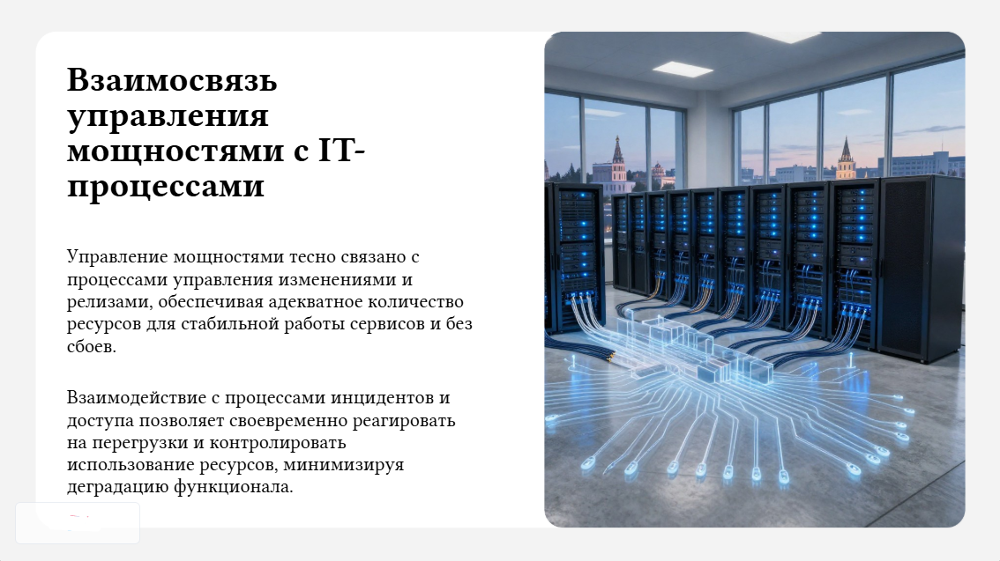 Взаимосвязь
управления
мощностями с IT-
процессами
Управление мощностями тесно связано с
процессами управления изменениями и
релизами, обеспечивая адекватное количество
ресурсов для стабильной работы сервисов и без
сбоев.
Взаимодействие с процессами инцидентов и
доступа позволяет своевременно реагировать
на перегрузки и контролировать
использование ресурсов, минимизируя
деградацию функционала.